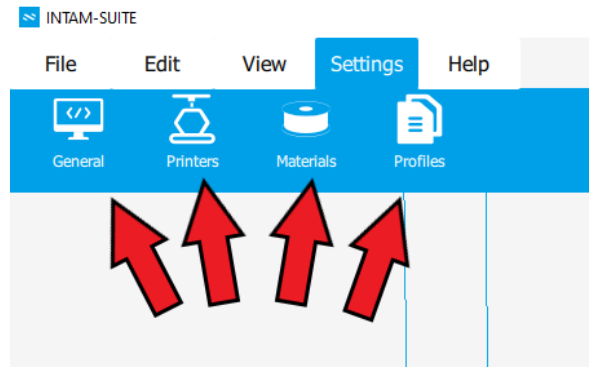 INTAM-SUITE
File Edit View Settings Help
General Printers Materials Profiles